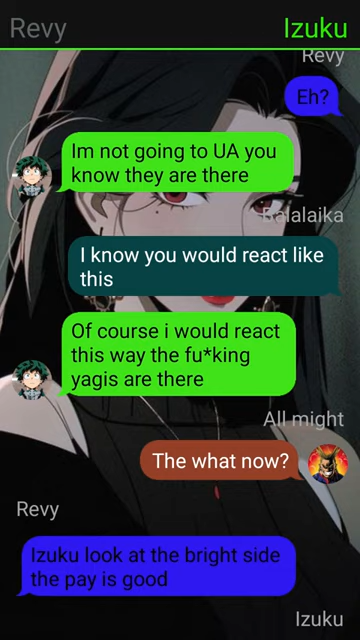 Revy
Izuku
Revy
Eh?
Im not going to UA you
know they are there
Balalaika
I know you would react like
this
Of course i would react
this way the fu*king
yagis are there
All might
The what now?
Revy
Izuku look at the bright side
the pay is good
Izuku